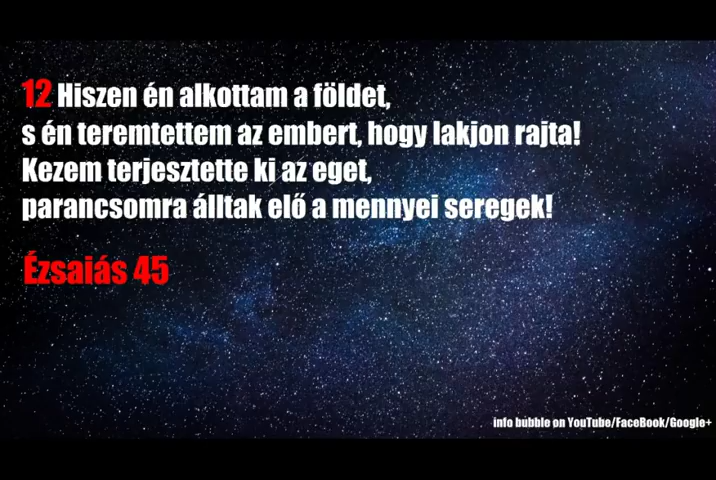 12 Hiszen én alkottam a földet,
s én teremtettem az embert, hogy lakjon rajta!
Kezem terjesztette ki az eget,
parancsomra álltak elő a mennyei seregek!
Ézsaiás 45
info bubble on YouTube/FaceBook/Google+